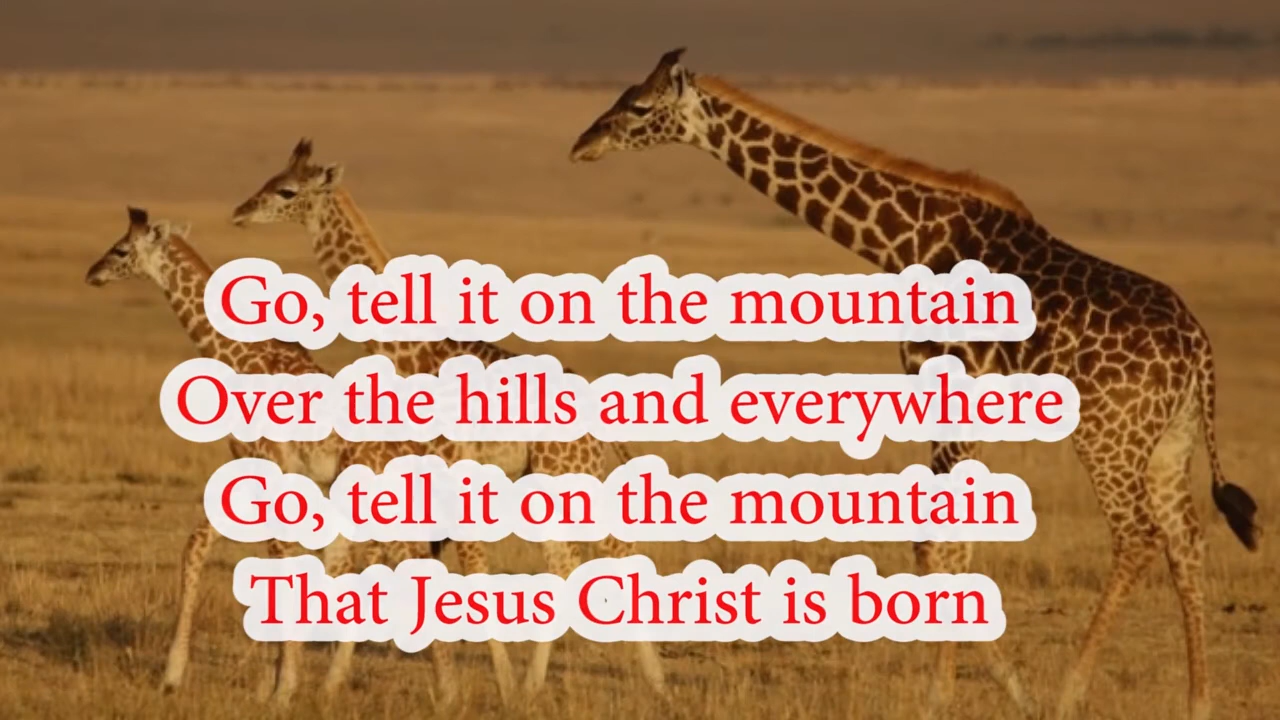 Go, tell it on the mountain
Over the hills and everywhere
Go, tell it on the mountain
That Jesus Christ is born